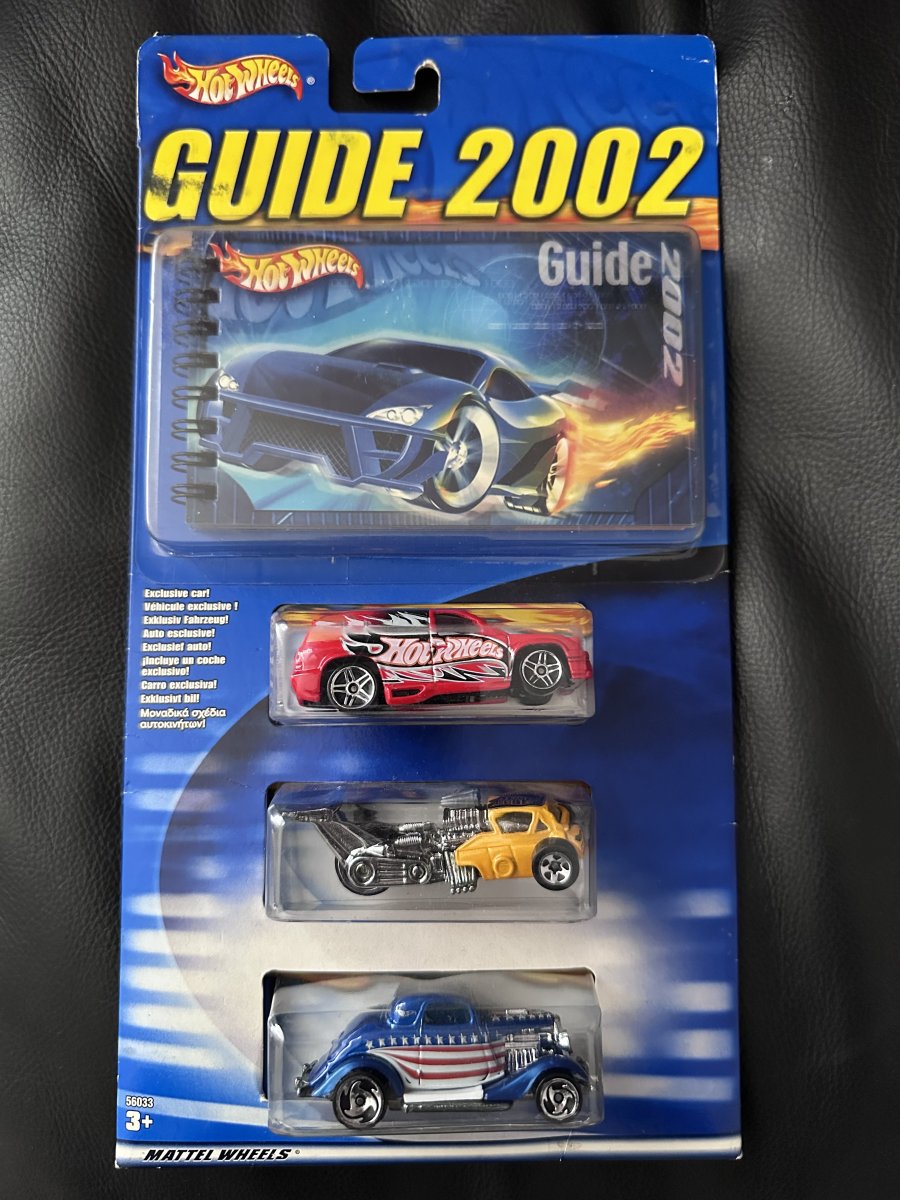 HOT WHEELS®
GUIDE 2002
HOT WHEELS
Guide
2002
Exclusive car!
Véhicule exclusive !
Exklusiv Fahrzeug!
Auto esclusive!
Exclusief auto!
¡Incluye un coche
exclusivo!
Carro exclusiva!
Exklusivt bil!
Μοναδικά σχέδια
αυτοκινήτων!
HOT WHEELS
56033
3+
MATTEL WHEELS